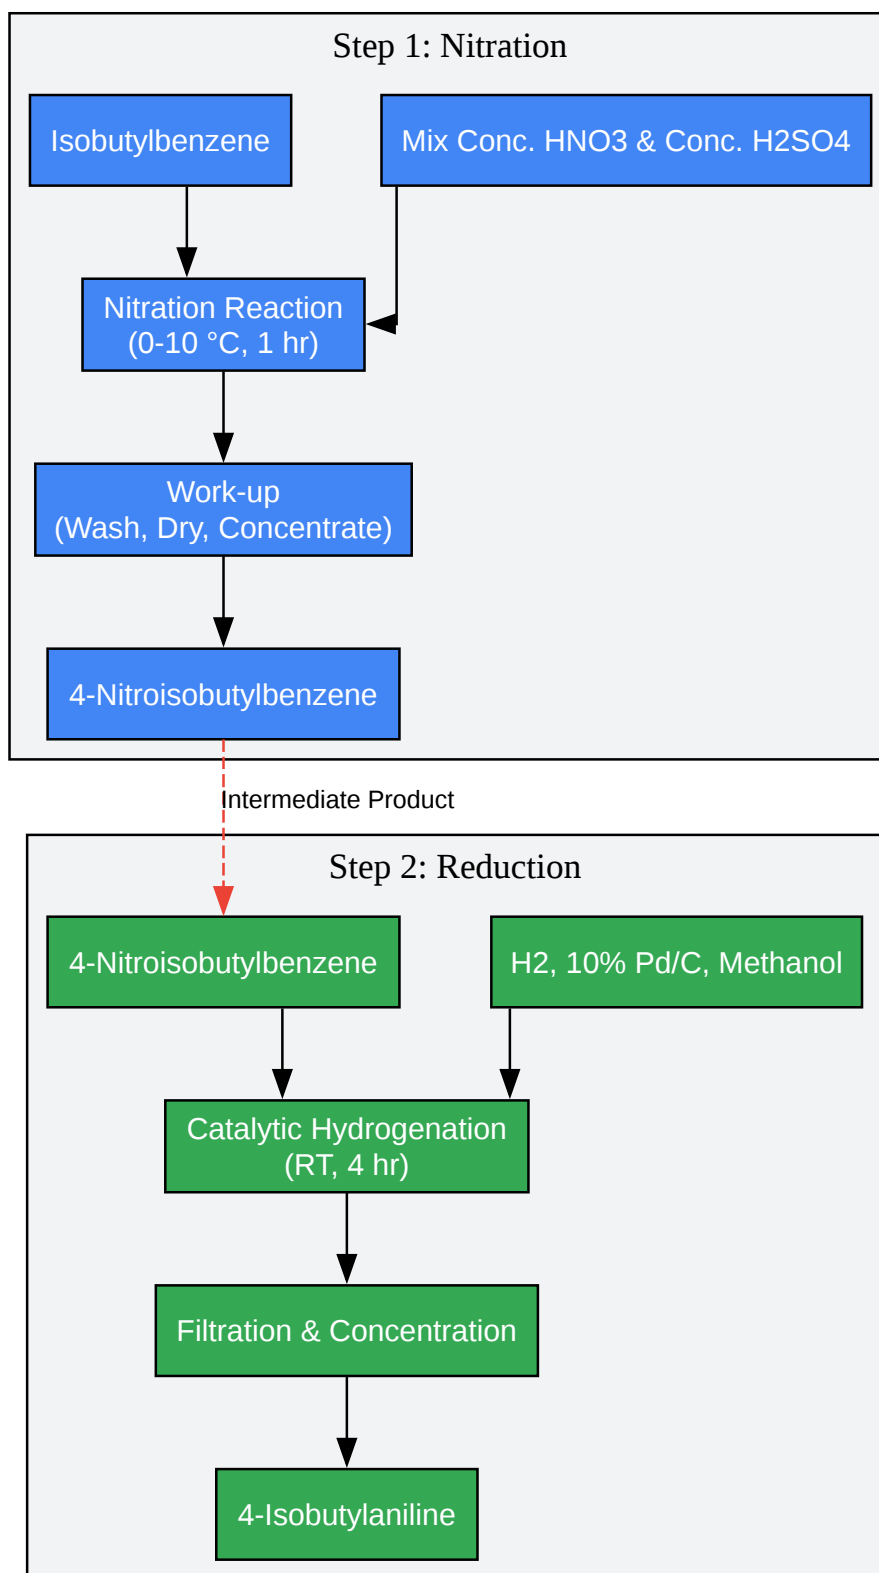 Step 1: Nitration
Isobutylbenzene
Mix Conc. HNO3 & Conc. H2SO4
Nitration Reaction
(0-10 °C, 1 hr)
Work-up
(Wash, Dry, Concentrate)
4-Nitroisobutylbenzene
Intermediate Product
Step 2: Reduction
4-Nitroisobutylbenzene
H2, 10% Pd/C, Methanol
Catalytic Hydrogenation
(RT, 4 hr)
Filtration & Concentration
4-Isobutylaniline